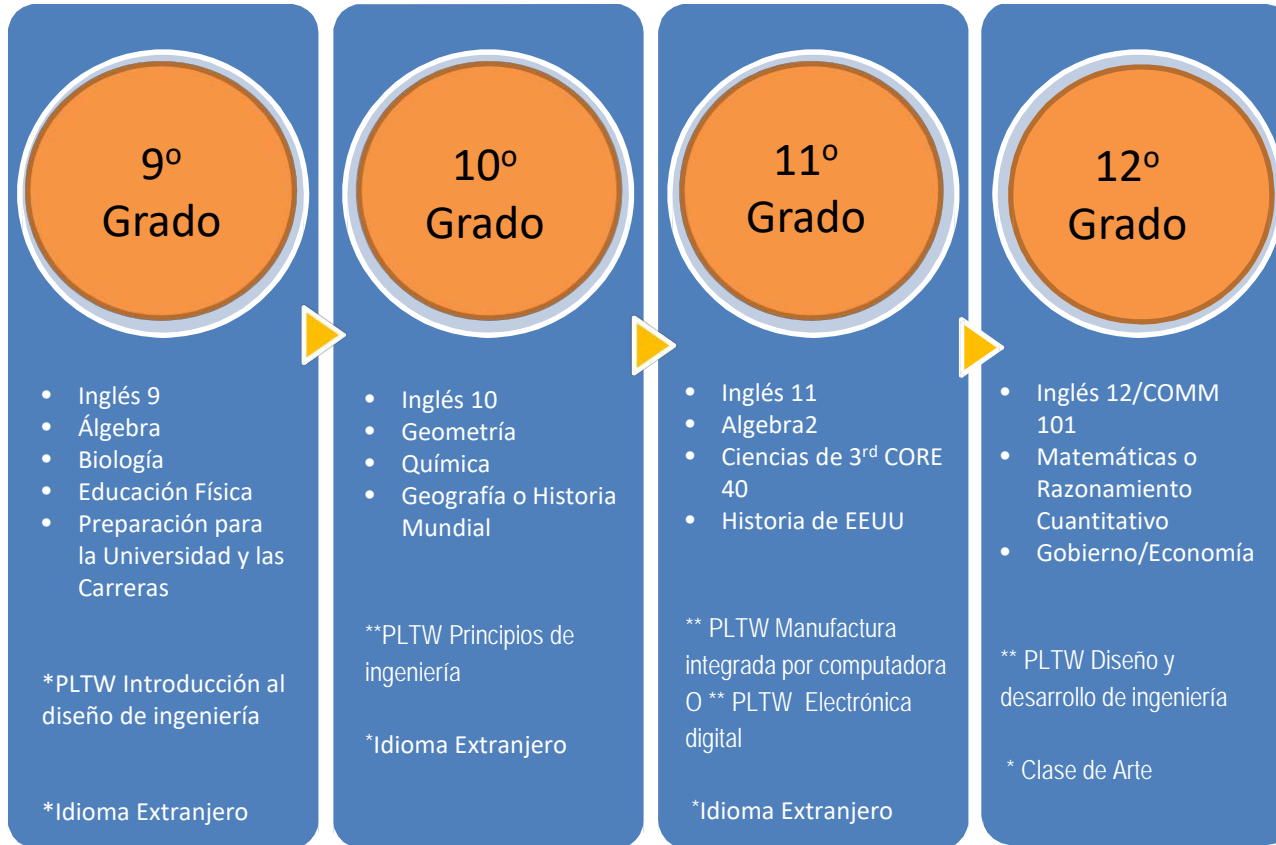 9º
Grado
• Inglés 9
• Álgebra
• Biología
• Educación Física
• Preparación para
la Universidad y las
Carreras
*PLTW Introducción al
diseño de ingeniería
*Idioma Extranjero
10º
Grado
• Inglés 10
• Geometría
• Química
• Geografía o Historia
Mundial
**PLTW Principios de
ingeniería
*Idioma Extranjero
11º
Grado
• Inglés 11
• Algebra2
• Ciencias de 3rd CORE
40
• Historia de EEUU
** PLTW Manufactura
integrada por computadora
O ** PLTW Electrónica
digital
*Idioma Extranjero
12º
Grado
• Inglés 12/COMM
101
• Matemáticas o
Razonamiento
Cuantitativo
• Gobierno/Economía
** PLTW Diseño y
desarrollo de ingeniería
* Clase de Arte